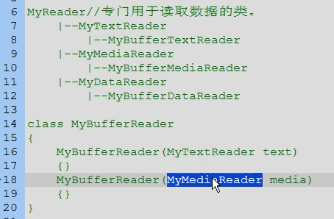 6 MyReader//专门用于读取数据的类。
7 |--MyTextReader
8 |--MyBufferTextReader
9 |--MyMediaReader
10 |--MyBufferMediaReader
11 |--MyDataReader
12 |--MyBufferDataReader
13
14 class MyBufferReader
15 {
16 MyBufferReader(MyTextReader text)
17 {}
18 MyBufferReader(MyMediaReader media)
19 {}
20 }